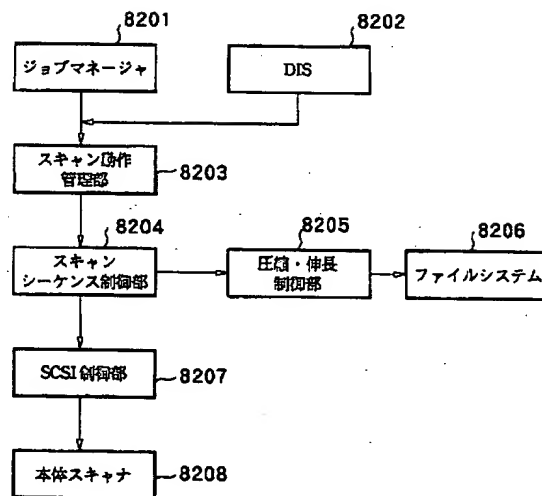 8201
8202
ジョブマネージャ
DIS
スキャン動作
管理部
8203
8204
8205
8206
スキャン
シーケンス制御部
圧縮・伸長
制御部
ファイルシステム
SCSI制御部
8207
本体スキャナ
8208